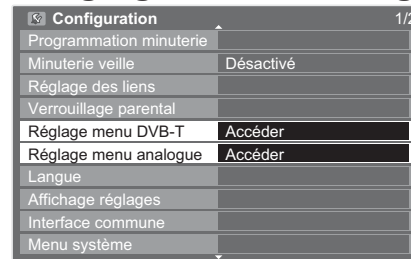 Configuration 1/2
Programmation minuterie
Minuterie veille Désactivé
Réglage des liens
Verrouillage parental
Réglage menu DVB-T Accéder
Réglage menu analogue Accéder
Langue
Affichage réglages
Interface commune
Menu système